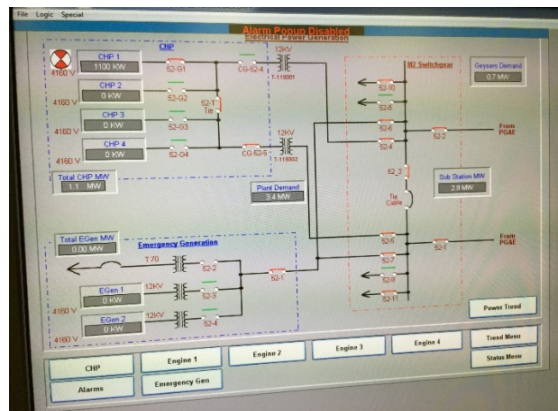 File Logic Special
Alarm Popup Disabled
Electrical Power Generation
CHP
12KV
CHP 1
1100 KW
4160 V
52-G1
CG-52-4
T-118001
M2 Switchgear
Geysers Demand
0.7 MW
CHP 2
0 KW
52-G2
52-T
Tie
52-10
52-8
CHP 3
0 KW
4160 V
52-G3
52-6
52-2
From
PG&E
CHP 4
0 KW
4160 V
52-G4
CG-52-5
12KV
T-118002
52-4
Total CHP MW
1.1 MW
Plant Demand
3.4 MW
52_3
Tie
Cable
Sub Station MW
2.9 MW
Total EGen MW
0.00 MW
Emergency Generation
52-5
52-1
From
PG&E
T 70
52-2
52-1
52-7
EGen 1
0 KW
12KV
4160 V
52-3
52-9
EGen 2
0 KW
12KV
4160 V
52-4
52-11
Power Trend
CHP
Engine 1
Engine 2
Engine 3
Engine 4
Trend Menu
Alarms
Emergency Gen
Status Menu